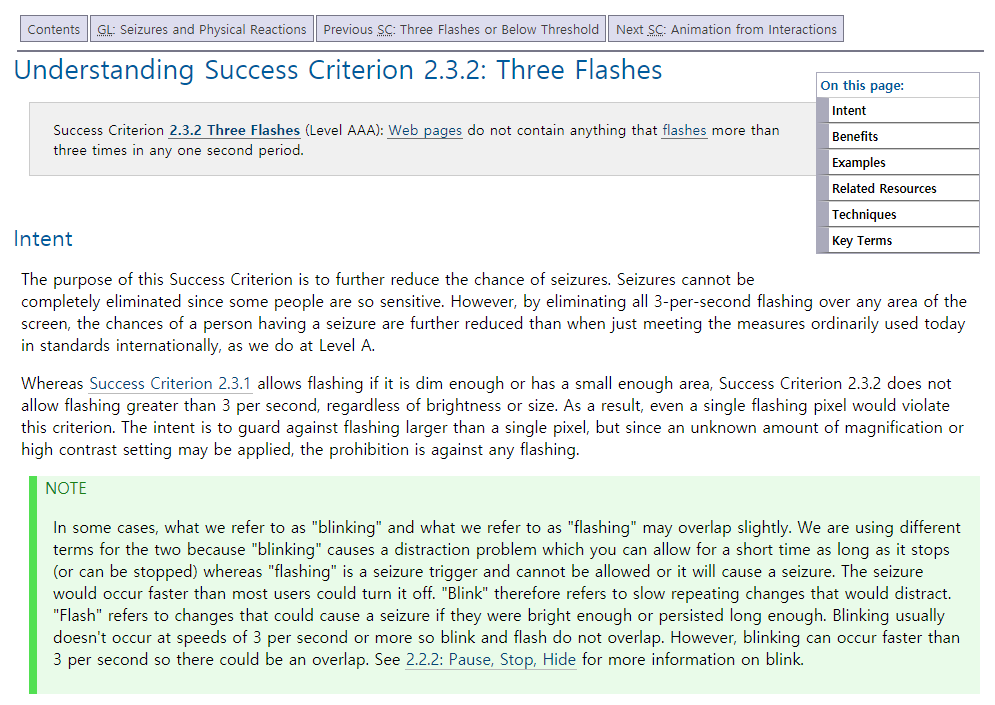 Contents
GL: Seizures and Physical Reactions
Previous SC: Three Flashes or Below Threshold
Next SC: Animation from Interactions
Understanding Success Criterion 2.3.2: Three Flashes
On this page:
Intent
Benefits
Examples
Related Resources
Techniques
Key Terms
Success Criterion 2.3.2 Three Flashes (Level AAA): Web pages do not contain anything that flashes more than
three times in any one second period.
Intent
The purpose of this Success Criterion is to further reduce the chance of seizures. Seizures cannot be
completely eliminated since some people are so sensitive. However, by eliminating all 3-per-second flashing over any area of the
screen, the chances of a person having a seizure are further reduced than when just meeting the measures ordinarily used today
in standards internationally, as we do at Level A.
Whereas Success Criterion 2.3.1 allows flashing if it is dim enough or has a small enough area, Success Criterion 2.3.2 does not
allow flashing greater than 3 per second, regardless of brightness or size. As a result, even a single flashing pixel would violate
this criterion. The intent is to guard against flashing larger than a single pixel, but since an unknown amount of magnification or
high contrast setting may be applied, the prohibition is against any flashing.
NOTE
In some cases, what we refer to as "blinking" and what we refer to as "flashing" may overlap slightly. We are using different
terms for the two because "blinking" causes a distraction problem which you can allow for a short time as long as it stops
(or can be stopped) whereas "flashing" is a seizure trigger and cannot be allowed or it will cause a seizure. The seizure
would occur faster than most users could turn it off. "Blink" therefore refers to slow repeating changes that would distract.
"Flash" refers to changes that could cause a seizure if they were bright enough or persisted long enough. Blinking usually
doesn't occur at speeds of 3 per second or more so blink and flash do not overlap. However, blinking can occur faster than
3 per second so there could be an overlap. See 2.2.2: Pause, Stop, Hide for more information on blink.